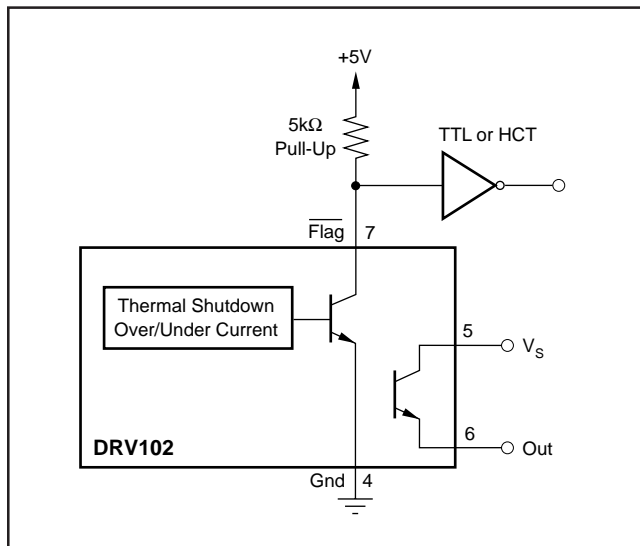 +5V
5kΩ
Pull-Up
TTL or HCT
Flag
7
Thermal Shutdown
Over/Under Current
5
VS
6
Out
DRV102
Gnd
4